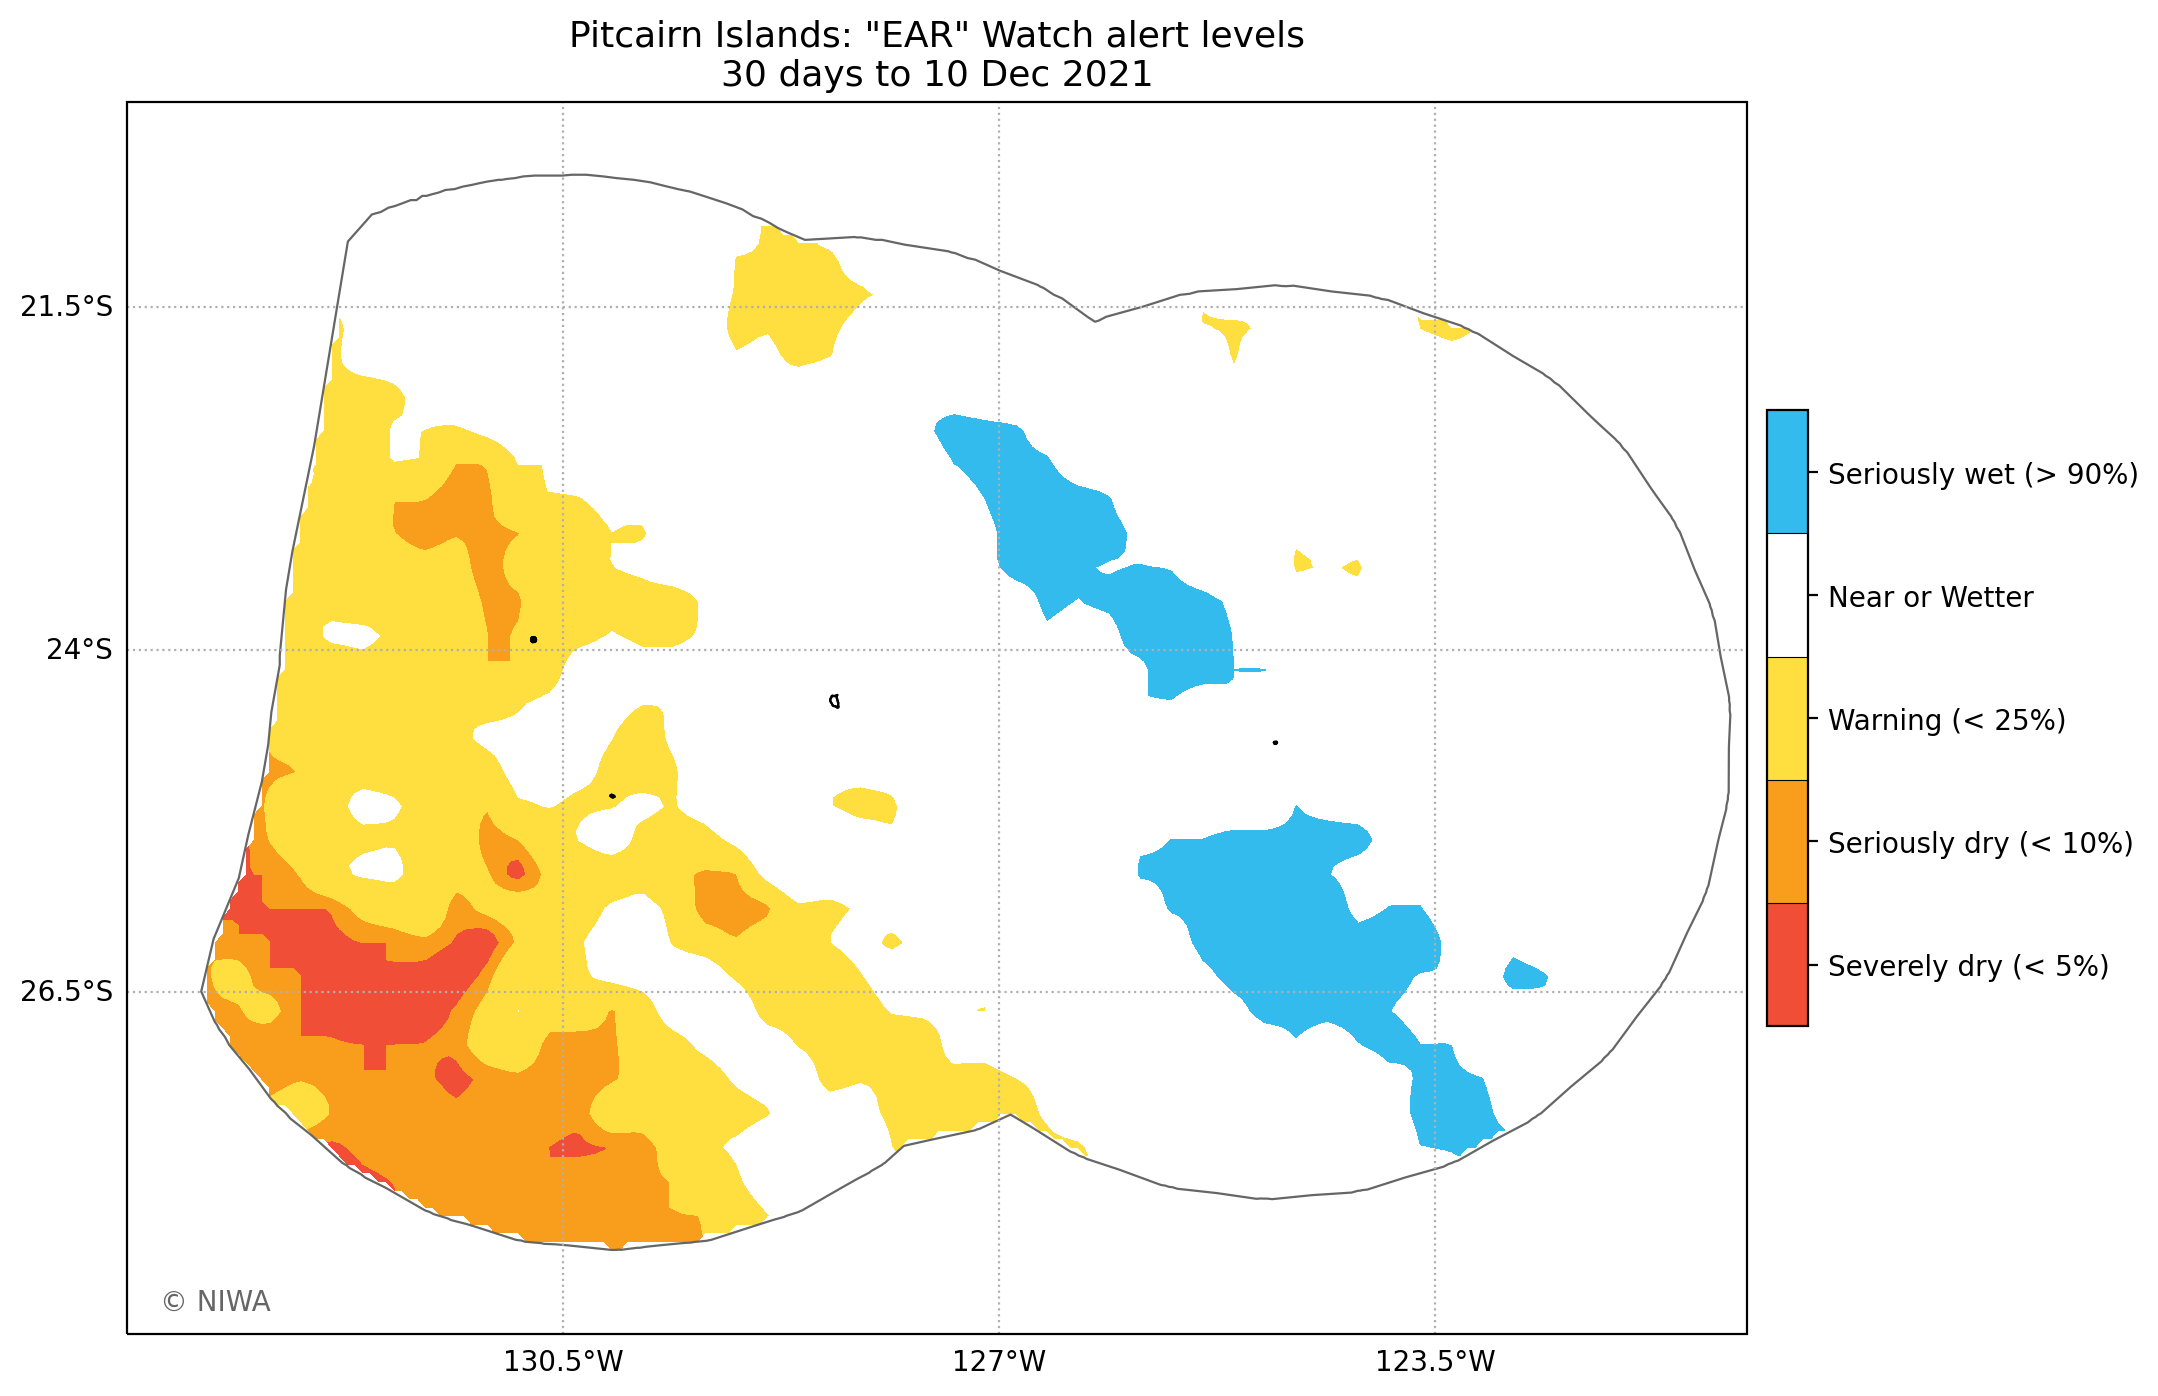 Pitcairn Islands: "EAR" Watch alert levels
30 days to 10 Dec 2021
21.5°S
24°S
26.5°S
130.5°W
127°W
123.5°W
Seriously wet (> 90%)
Near or Wetter
Warning (< 25%)
Seriously dry (< 10%)
Severely dry (< 5%)
© NIWA